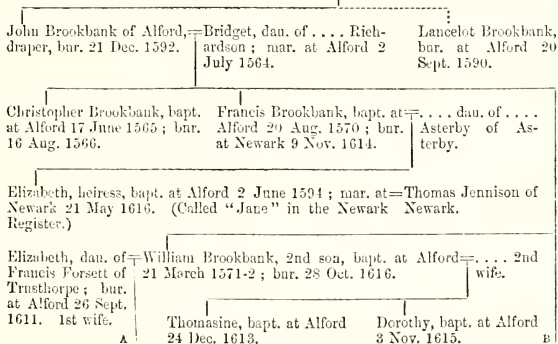 John Brookbank of Alford,
draper, bur. 21 Dec. 1592.
Bridget, dau. of .... Rich-
ardson ; mar. at Alford 2
July 1564.
Lancelot Brookbank,
bur. at Alford 20
Sept. 1590.
Christopher Brookbank, bapt.
at Alford 17 June 1565 ; bur.
16 Aug. 1566.
Francis Brookbank, bapt. at
Alford 20 Aug. 1570 ; bur.
at Newark 9 Nov. 1614.
.... dau. of ....
Asterby of As-
terby.
Elizabeth, heiress, bapt. at Alford 2 June 1594 ; mar. at=Thomas Jennison of
Newark 21 May 1616. (Called "Jane" in the Newark Newark.
Register.)
Elizabeth, dau. of
Francis Forsett of
Trusthorpe ; bur.
at Alford 26 Sept.
1611. 1st wife.
William Brookbank, 2nd son, bapt. at Alford
21 March 1571-2 ; bur. 28 Oct. 1616.
.... 2nd
wife.
Thomasine, bapt. at Alford
24 Dec. 1613.
Dorothy, bapt. at Alford
3 Nov. 1615.
A
B